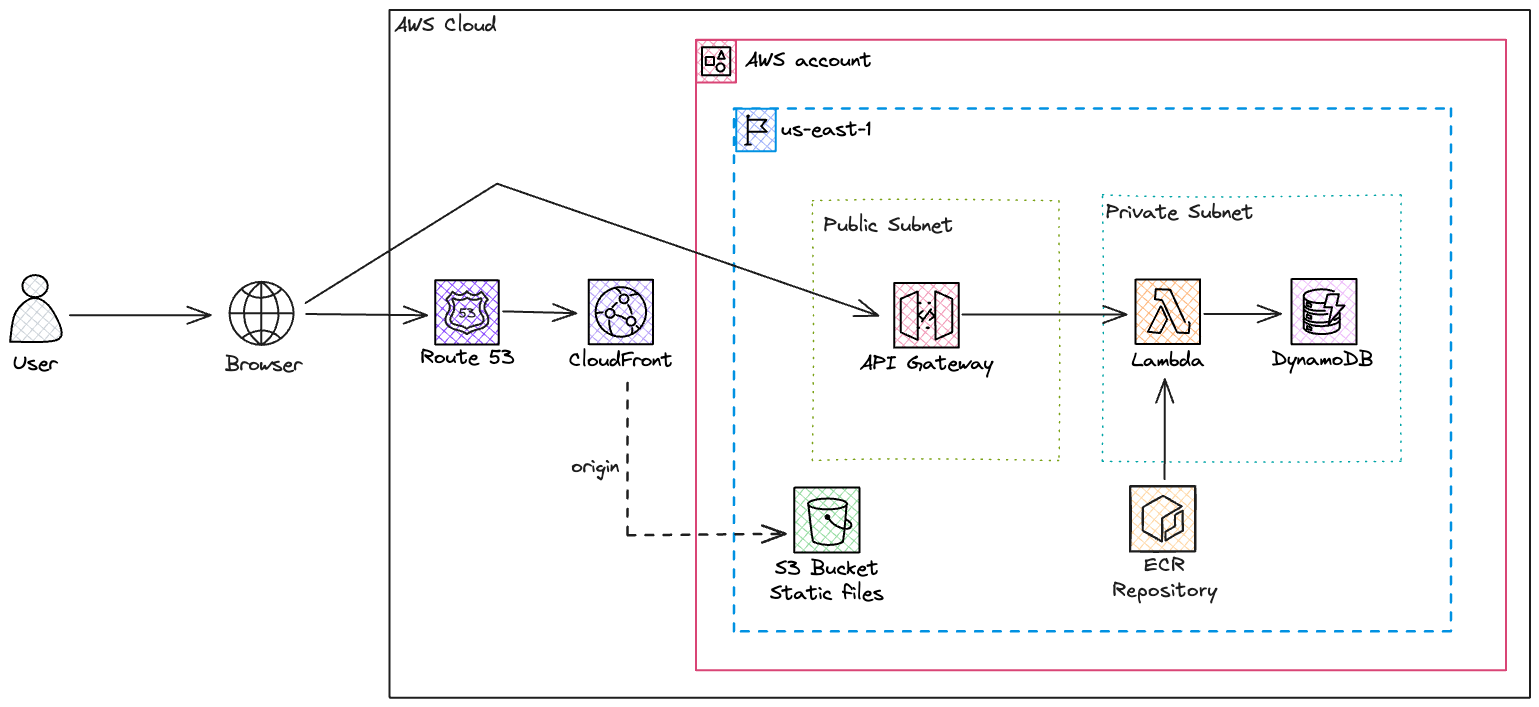 AWS Cloud
AWS account
us-east-1
Public Subnet
Private Subnet
53
User
Browser
Route 53
CloudFront
API Gateway
Lambda
DynamoDB
origin
S3 Bucket
Static files
ECR
Repository